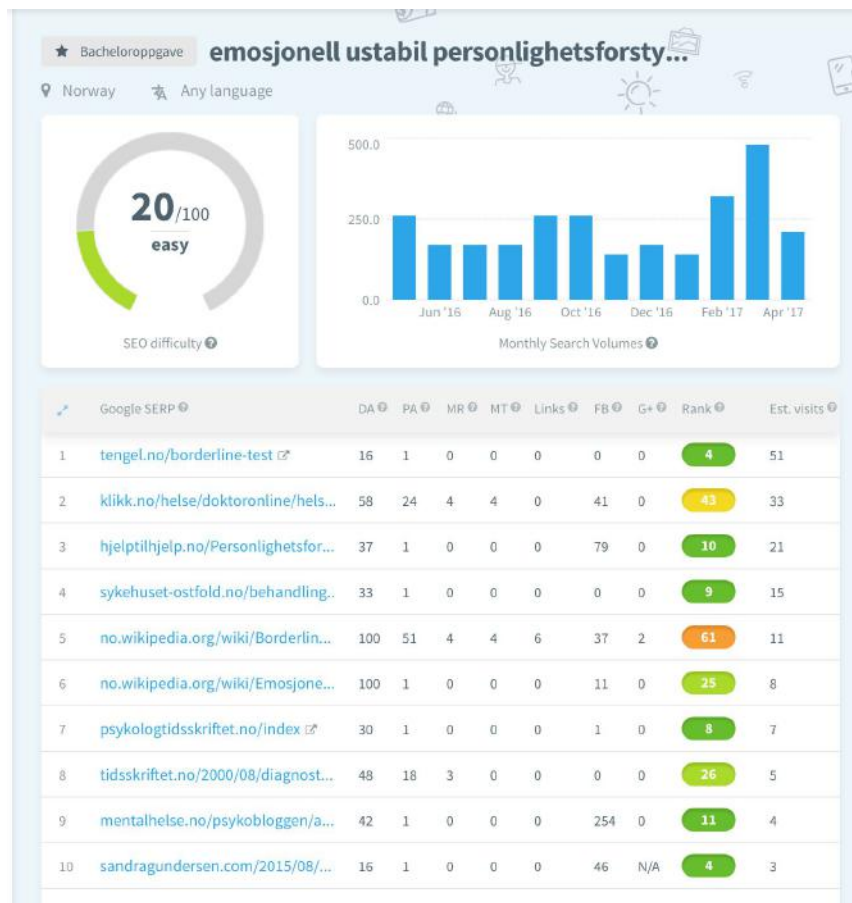 ★ Bacheloroppgave emosjonell ustabil personlighetsforsty...
Norway Any language
20/100
easy
SEO difficulty
500.0
250.0
0.0
Jun '16 Aug '16 Oct '16 Dec '16 Feb '17 Apr '17
Monthly Search Volumes
Google SERP DA PA MR MT Links FB G+ Rank Est. visits
1 tengel.no/borderline-test 16 1 0 0 0 0 0 4 51
2 klikk.no/helse/doktoronline/hels... 58 24 4 4 0 41 0 43 33
3 hjelptilhjelp.no/Personlighetsfor... 37 1 0 0 0 79 0 10 21
4 sykehuset-ostfold.no/behandling.. 33 1 0 0 0 0 0 9 15
5 no.wikipedia.org/wiki/Borderlin... 100 51 4 4 6 37 2 61 11
6 no.wikipedia.org/wiki/Emosjone... 100 1 0 0 0 11 0 25 8
7 psykologtidsskriftet.no/index 30 1 0 0 0 1 0 8 7
8 tidsskriftet.no/2000/08/diagnost... 48 18 3 0 0 0 0 26 5
9 mentalhelse.no/psykobloggen/a... 42 1 0 0 0 254 0 11 4
10 sandragundersen.com/2015/08/... 16 1 0 0 0 46 N/A 4 3